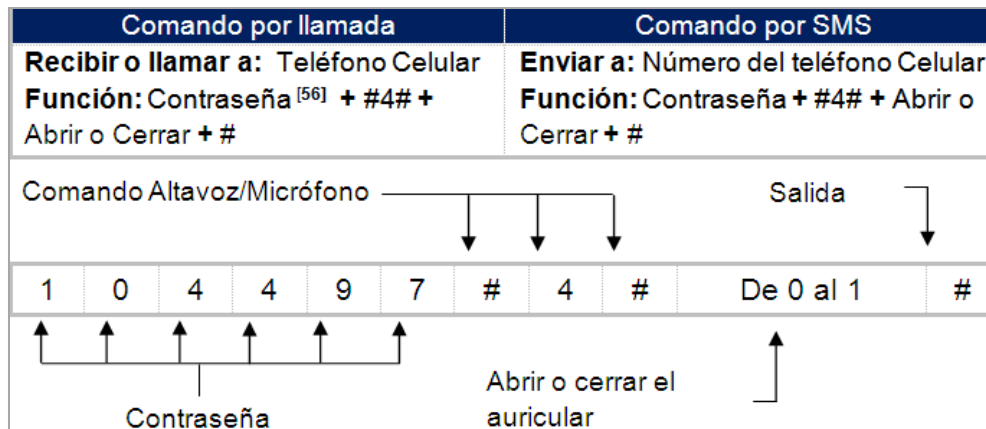 Comando por llamada
Comando por SMS
Recibir o llamar a: Teléfono Celular
Función: Contraseña [56] + #4# +
Abrir o Cerrar + #
Enviar a: Número del teléfono Celular
Función: Contraseña + #4# + Abrir o
Cerrar + #
Comando Altavoz/Micrófono
Salida
1 0 4 4 9 7 # 4 # De 0 al 1 #
Contraseña
Abrir o cerrar el
auricular